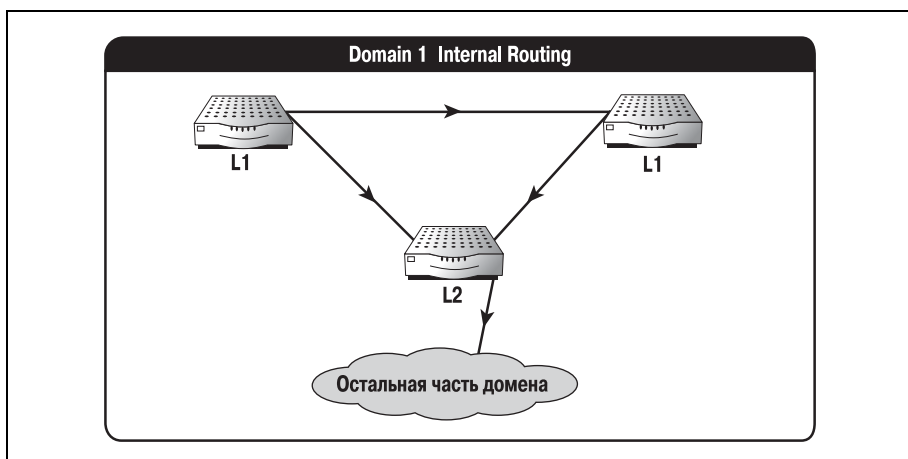 Domain 1 Internal Routing
L1
L1
L2
Остальная часть домена